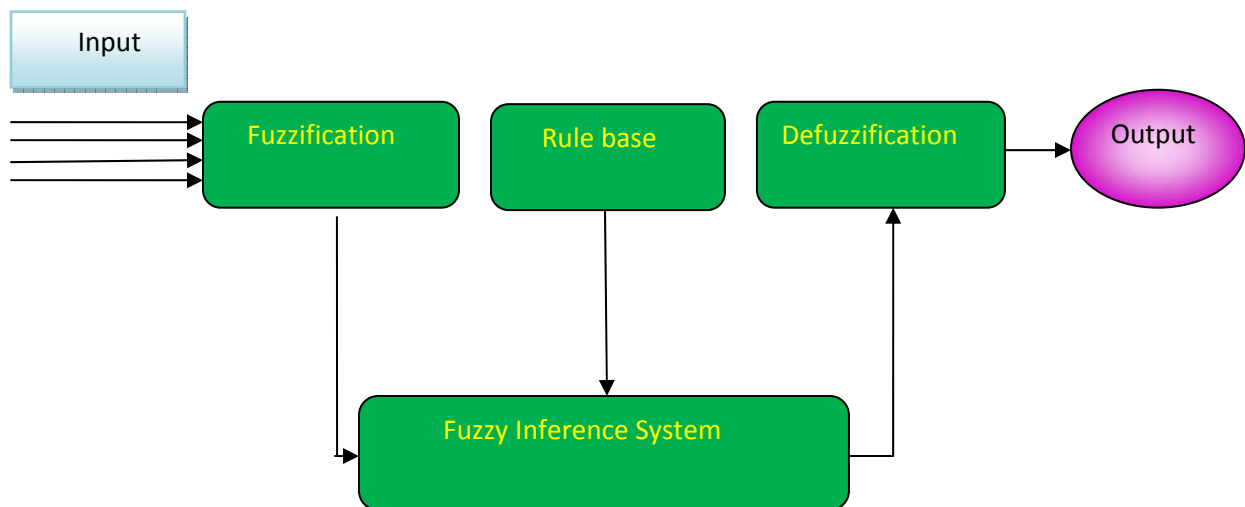 Input
Fuzzification
Rule base
Defuzzification
Output
Fuzzy Inference System